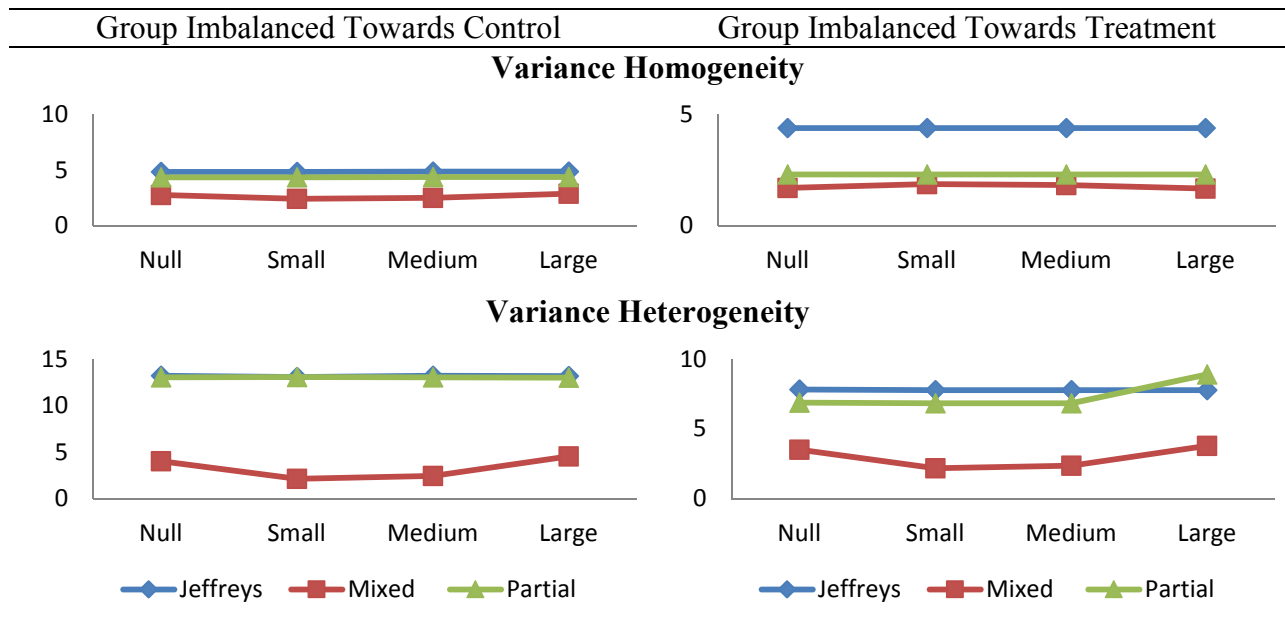 Group Imbalanced Towards Control Group Imbalanced Towards Treatment
Variance Homogeneity
10
5
0
Null Small Medium Large
5
0
Null Small Medium Large
Variance Heterogeneity
15
10
5
0
Null Small Medium Large
10
5
0
Null Small Medium Large
Jeffreys Mixed Partial
Jeffreys Mixed Partial